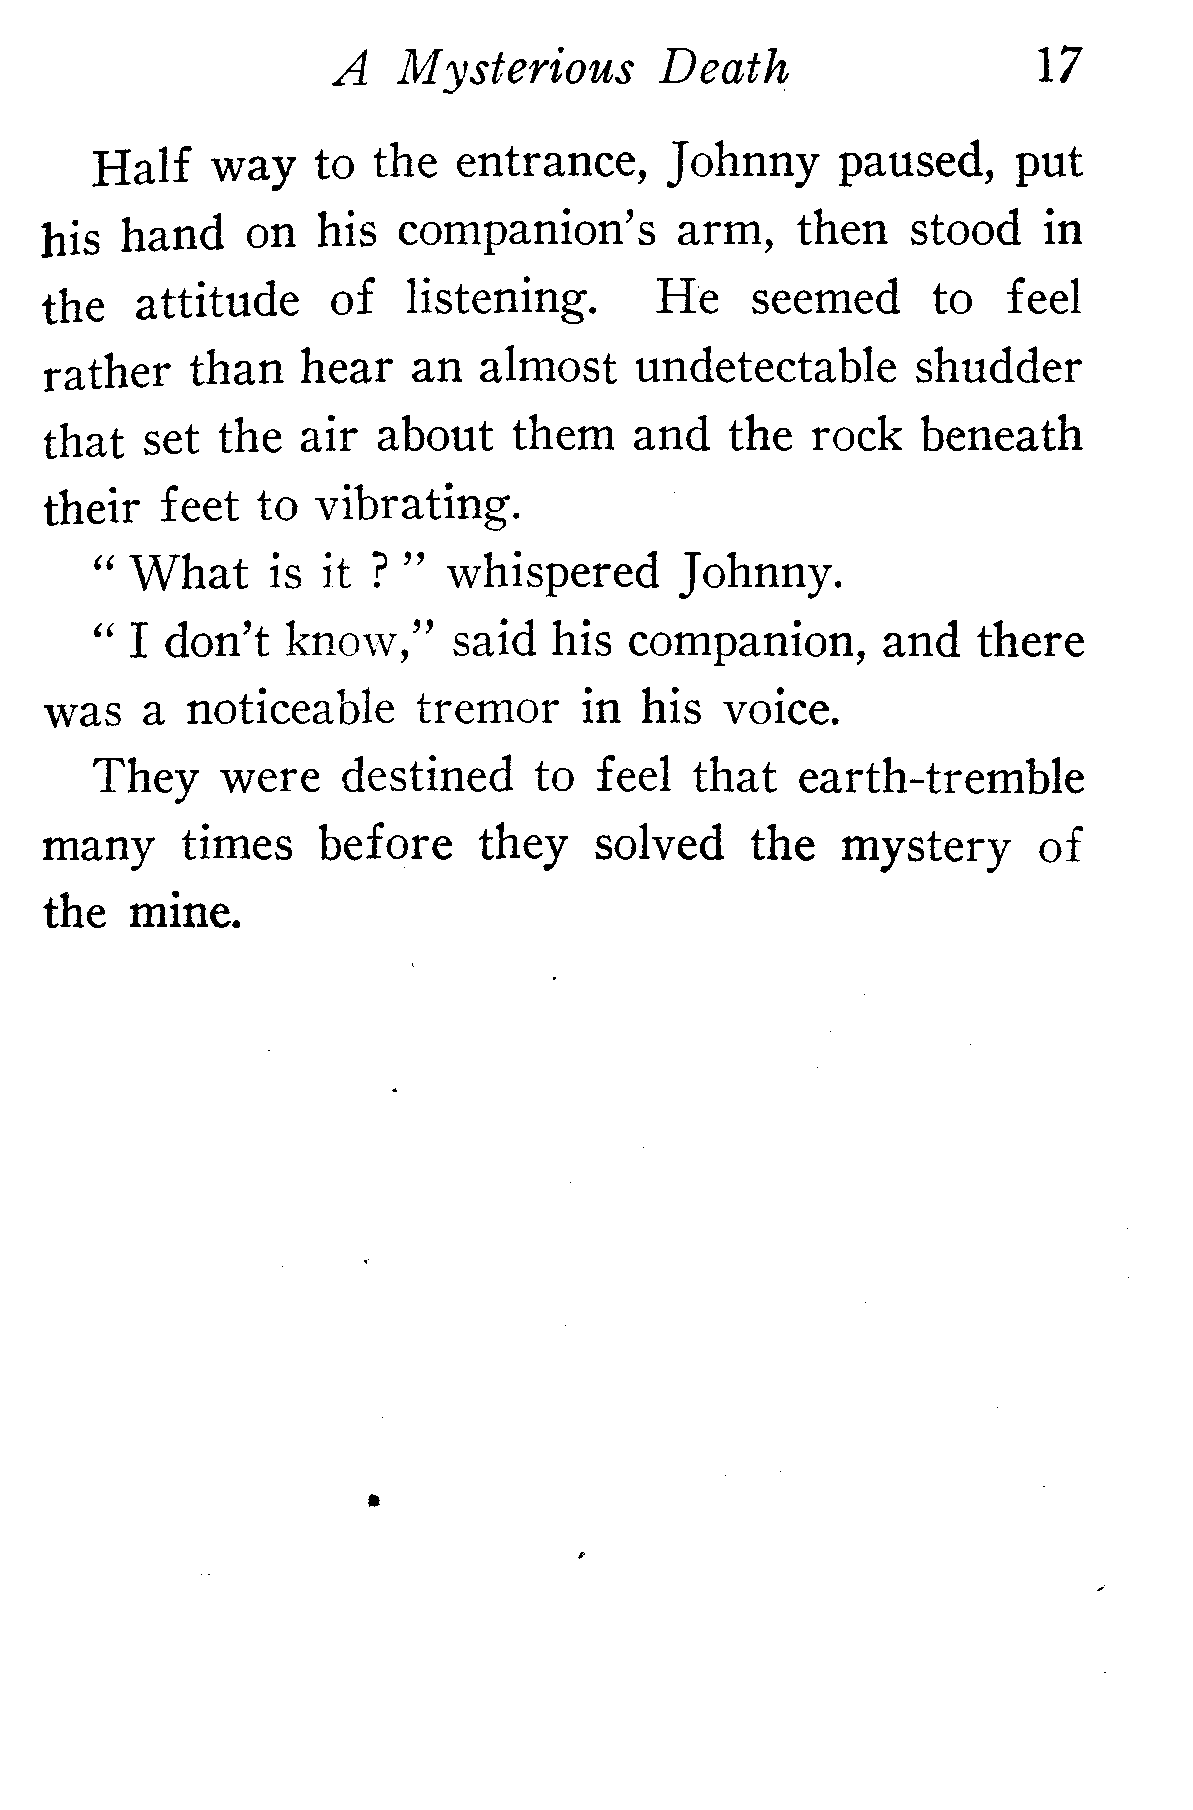 A Mysterious Death 17
Half way to the entrance, Johnny paused, put
his hand on his companion's arm, then stood in
the attitude of listening. He seemed to feel
rather than hear an almost undetectable shudder
that set the air about them and the rock beneath
their feet to vibrating.
“ What is it ? ” whispered Johnny.
“ I don't know,” said his companion, and there
was a noticeable tremor in his voice.
They were destined to feel that earth-tremble
many times before they solved the mystery of
the mine.